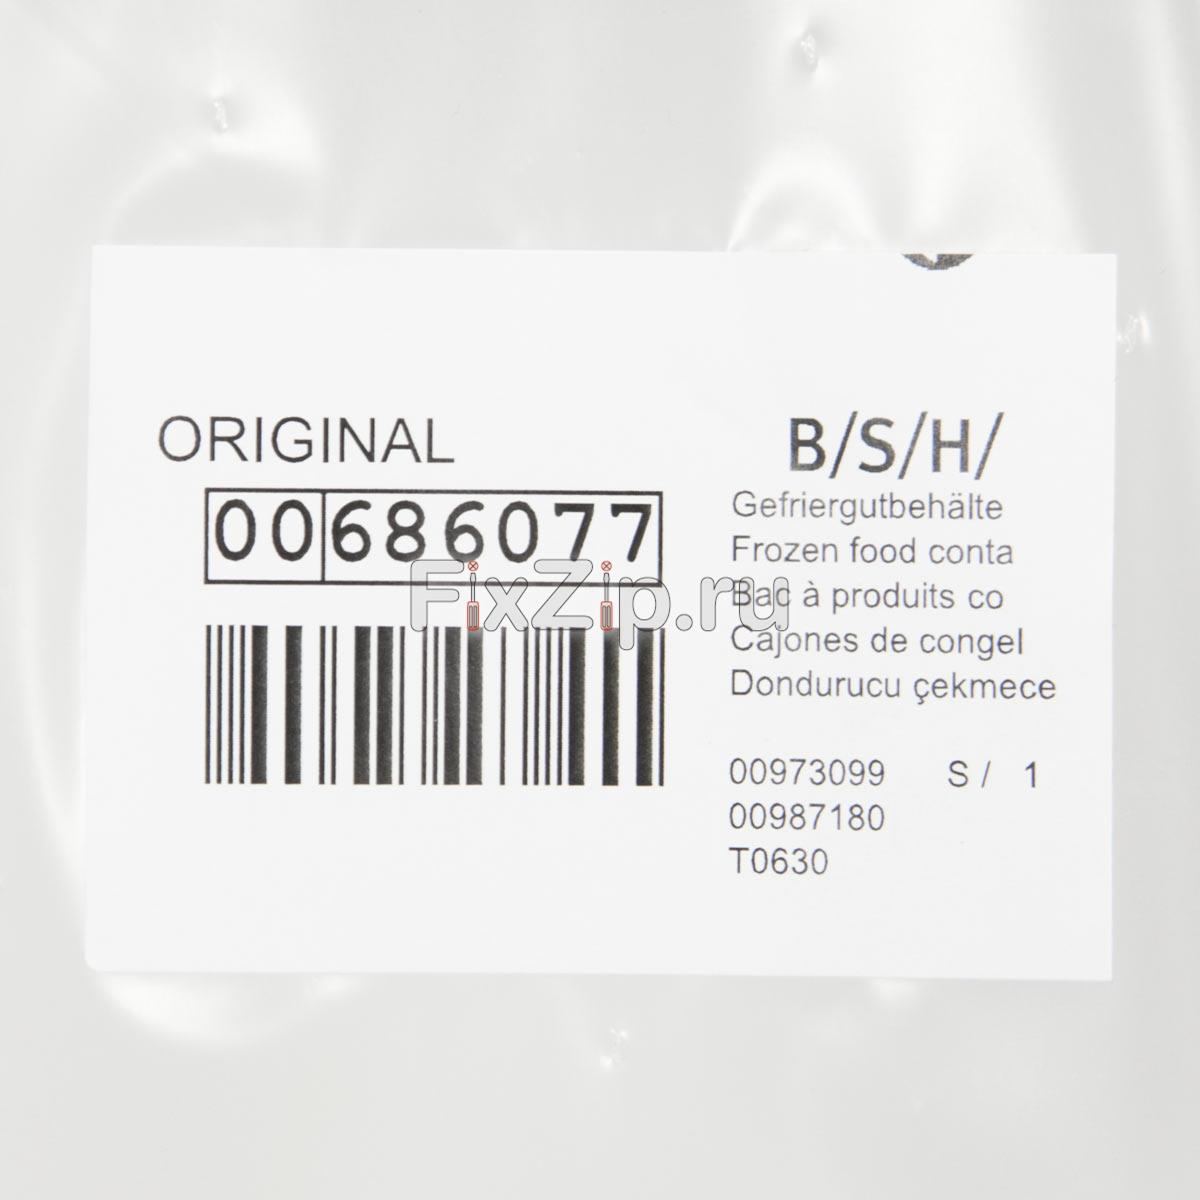 ORIGINAL
00686077
B/S/H/
Gefriergutbehälte
Frozen food conta
Bac à produits co
Cajones de congel
Dondurucu çekmece
00973099 S / 1
00987180
T0630
FixZip.ru